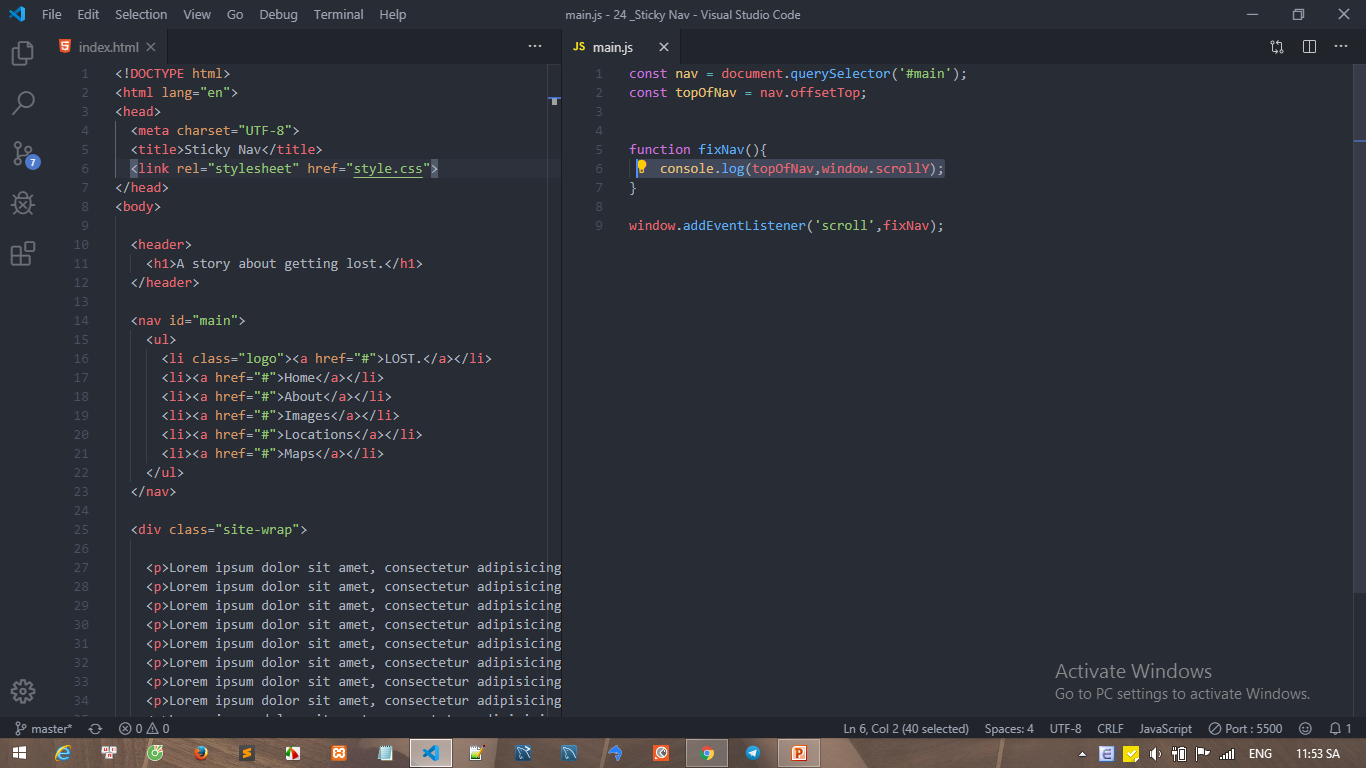 File Edit Selection View Go Debug Terminal Help
main.js - 24 _Sticky Nav - Visual Studio Code
index.html
1 <!DOCTYPE html>
2 <html lang="en">
3 <head>
4 <meta charset="UTF-8">
5 <title>Sticky Nav</title>
6 <link rel="stylesheet" href="style.css">
7 </head>
8 <body>
9
10 <header>
11 <h1>A story about getting lost.</h1>
12 </header>
13
14 <nav id="main">
15 <ul>
16 <li class="logo"><a href="#">LOST.</a></li>
17 <li><a href="#">Home</a></li>
18 <li><a href="#">About</a></li>
19 <li><a href="#">Images</a></li>
20 <li><a href="#">Locations</a></li>
21 <li><a href="#">Maps</a></li>
22 </ul>
23 </nav>
24
25 <div class="site-wrap">
26
27 <p>Lorem ipsum dolor sit amet, consectetur adipisicing
28 <p>Lorem ipsum dolor sit amet, consectetur adipisicing
29 <p>Lorem ipsum dolor sit amet, consectetur adipisicing
30 <p>Lorem ipsum dolor sit amet, consectetur adipisicing
31 <p>Lorem ipsum dolor sit amet, consectetur adipisicing
32 <p>Lorem ipsum dolor sit amet, consectetur adipisicing
33 <p>Lorem ipsum dolor sit amet, consectetur adipisicing
34 <p>Lorem ipsum dolor sit amet, consectetur adipisicing
JS main.js
1 const nav = document.querySelector('#main');
2 const topOfNav = nav.offsetTop;
3
4
5 function fixNav(){
6 console.log(topOfNav,window.scrollY);
7 }
8
9 window.addEventListener('scroll',fixNav);
7
Activate Windows
Go to PC settings to activate Windows.
master* 0 0
Ln 6, Col 2 (40 selected) Spaces: 4 UTF-8 CRLF JavaScript Port : 5500 1
ENG 11:53 SA